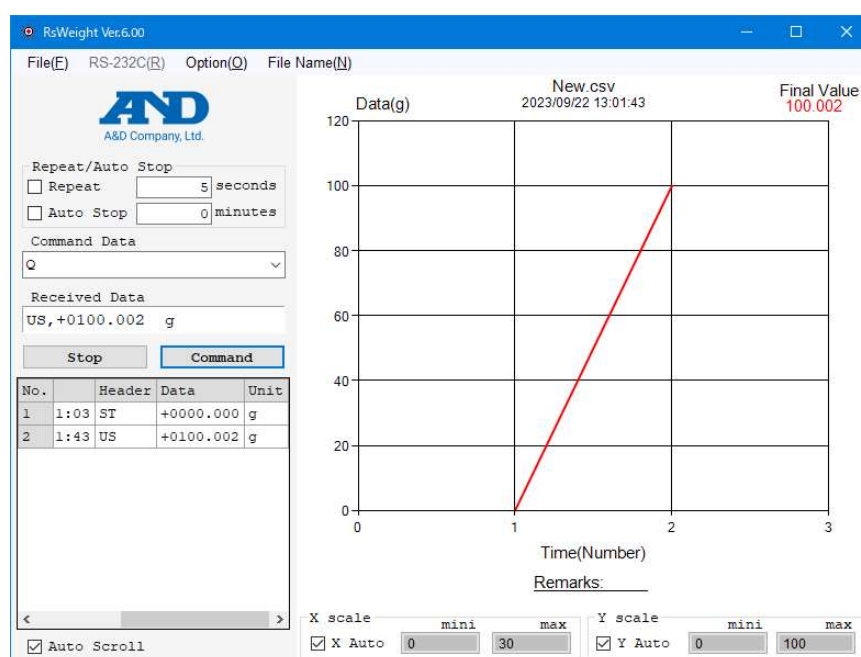 RsWeight Ver.6.00
File(F) RS-232C(R) Option(O) File Name(N)
AND
A&D Company, Ltd.
Repeat/Auto Stop
Repeat 5 seconds
Auto Stop 0 minutes
Command Data
Q
Received Data
US,+0100.002 g
Stop Command
No. Header Data Unit
1 1:03 ST +0000.000 g
2 1:43 US +0100.002 g
Auto Scroll
New.csv
Data(g) 2023/09/22 13:01:43 Final Value
100.002
120
100
80
60
40
20
0
0 1 2 3
Time(Number)
Remarks:
X scale mini max
X Auto 0 30
Y scale mini max
Y Auto 0 100